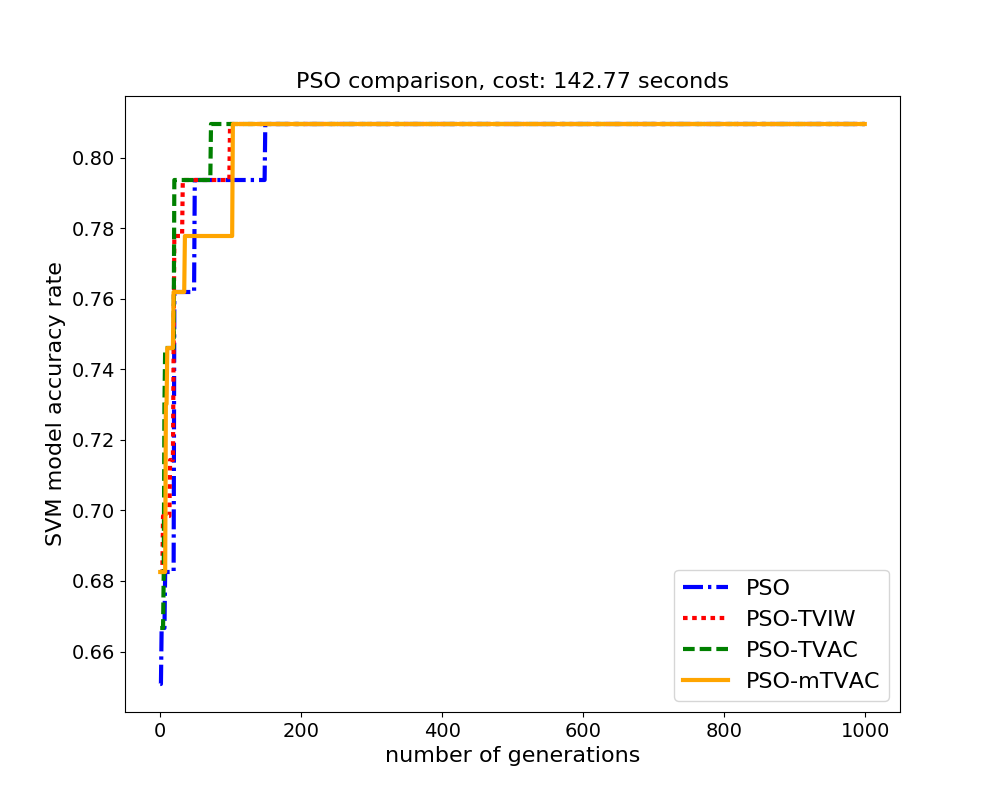 PSO comparison, cost: 142.77 seconds
SVM model accuracy rate
0.80
0.78
0.76
0.74
0.72
0.70
0.68
0.66
0
200
400
600
800
1000
number of generations
PSO
PSO-TVIW
PSO-TVAC
PSO-mTVAC